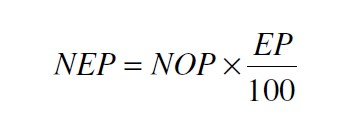 NEP = NOP × EP/100